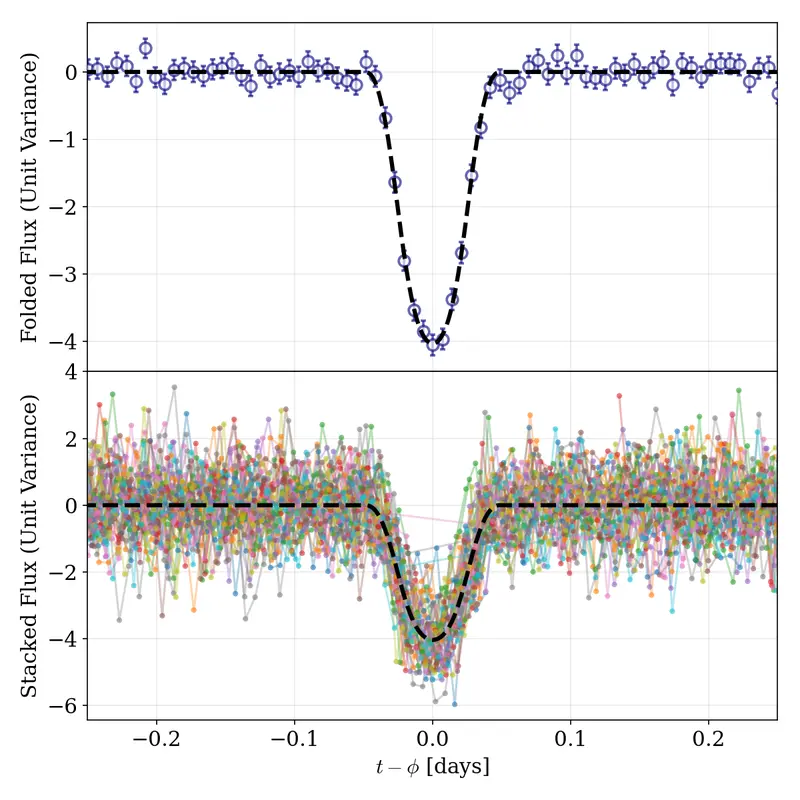 Folded Flux (Unit Variance)
0
−1
−2
−3
−4
Stacked Flux (Unit Variance)
4
2
0
−2
−4
−6
−0.2 −0.1 0.0 0.1 0.2
t − ϕ [days]